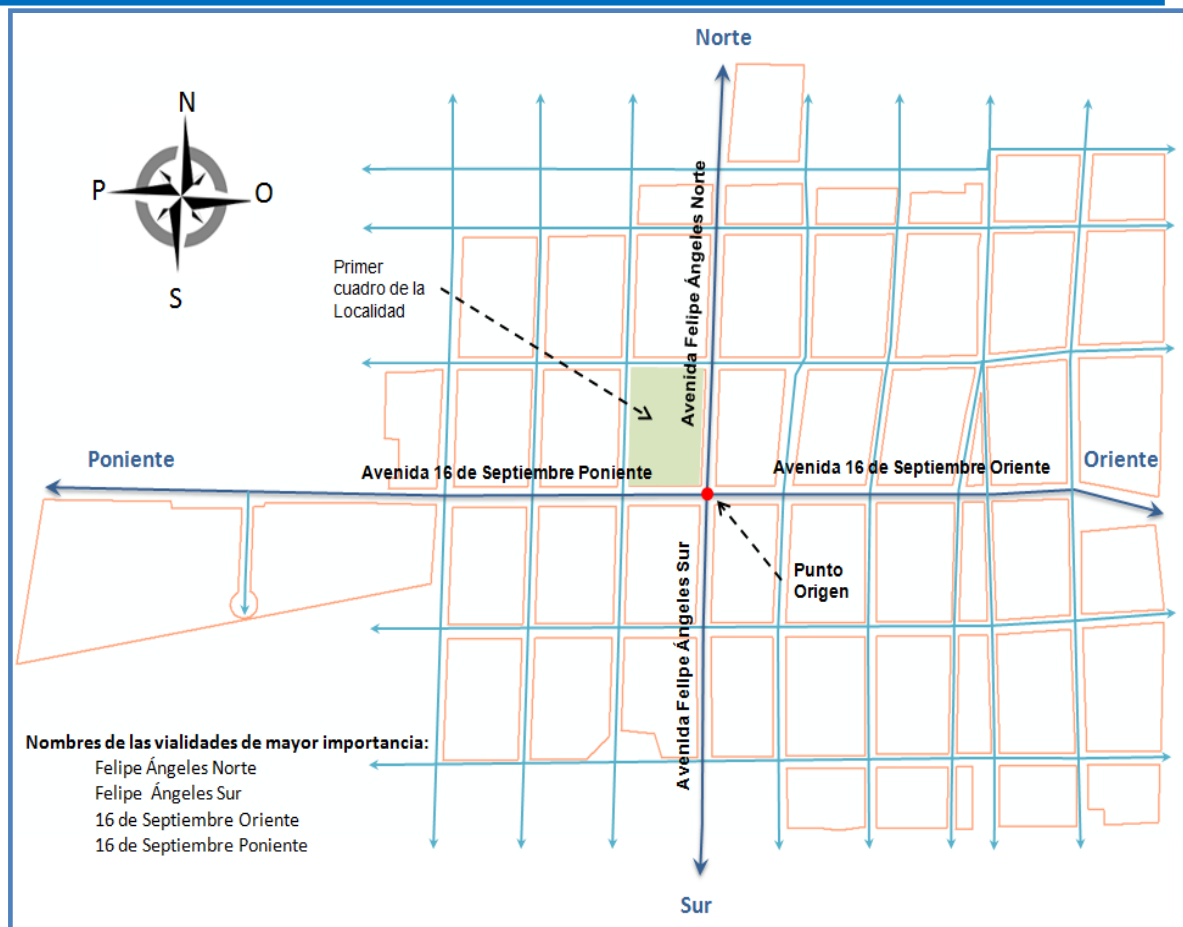 Norte
N
P
O
S
Avenida Felipe Ángeles Norte
Primer
cuadro de la
Localidad
Poniente
Avenida 16 de Septiembre Poniente
Avenida 16 de Septiembre Oriente
Oriente
Punto
Origen
Avenida Felipe Ángeles Sur
Nombres de las vialidades de mayor importancia:
Felipe Ángeles Norte
Felipe Ángeles Sur
16 de Septiembre Oriente
16 de Septiembre Poniente
Sur